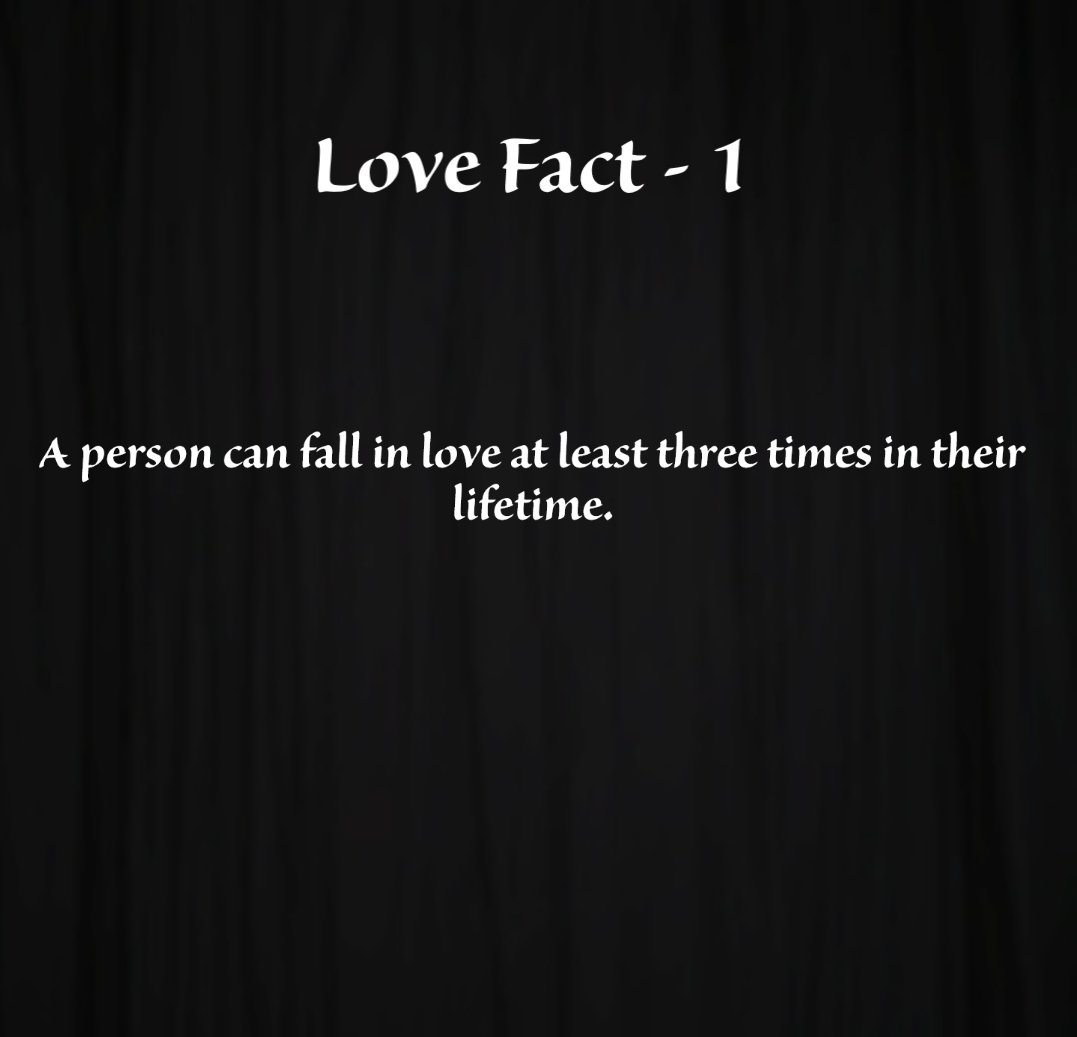 Love Fact - 1
A person can fall in love at least three times in their
lifetime.